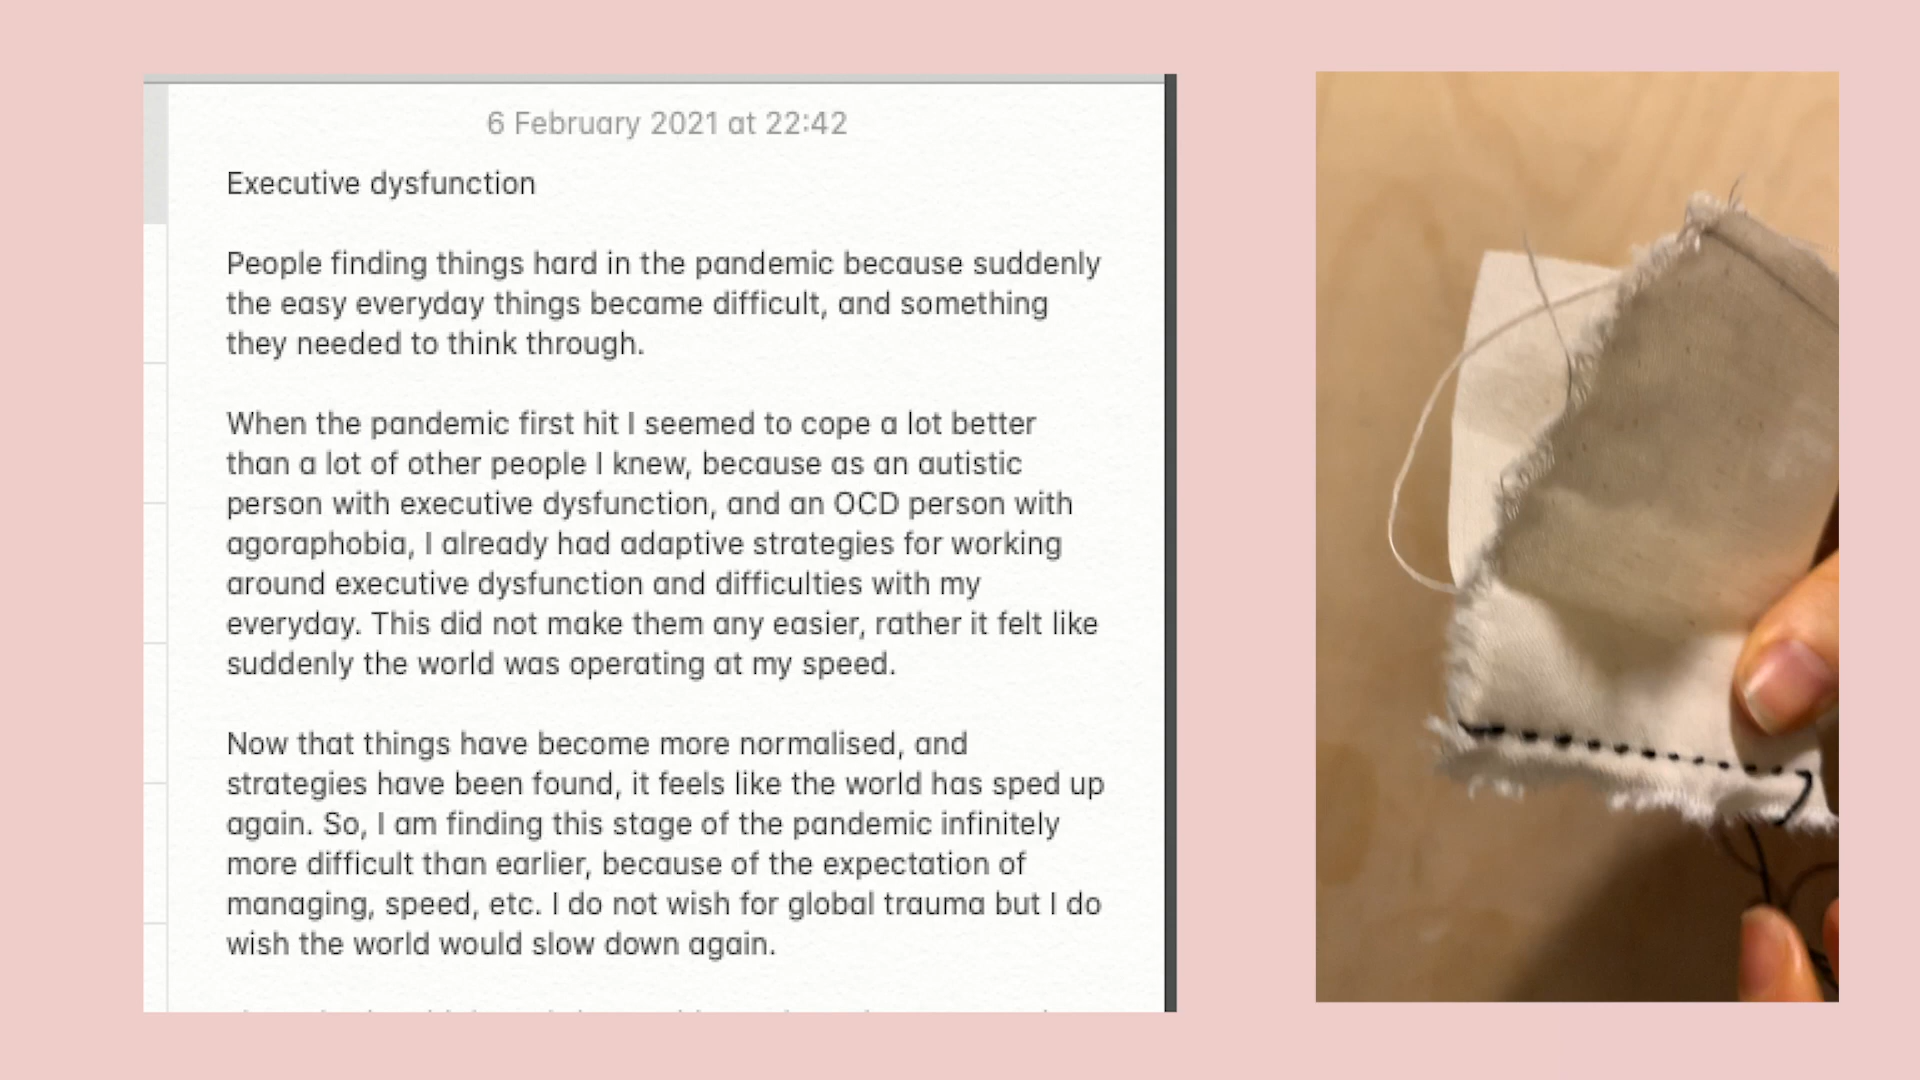 6 February 2021 at 22:42
Executive dysfunction
People finding things hard in the pandemic because suddenly
the easy everyday things became difficult, and something
they needed to think through.
When the pandemic first hit I seemed to cope a lot better
than a lot of other people I knew, because as an autistic
person with executive dysfunction, and an OCD person with
agoraphobia, I already had adaptive strategies for working
around executive dysfunction and difficulties with my
everyday. This did not make them any easier, rather it felt like
suddenly the world was operating at my speed.
Now that things have become more normalised, and
strategies have been found, it feels like the world has sped up
again. So, I am finding this stage of the pandemic infinitely
more difficult than earlier, because of the expectation of
managing, speed, etc. I do not wish for global trauma but I do
wish the world would slow down again.